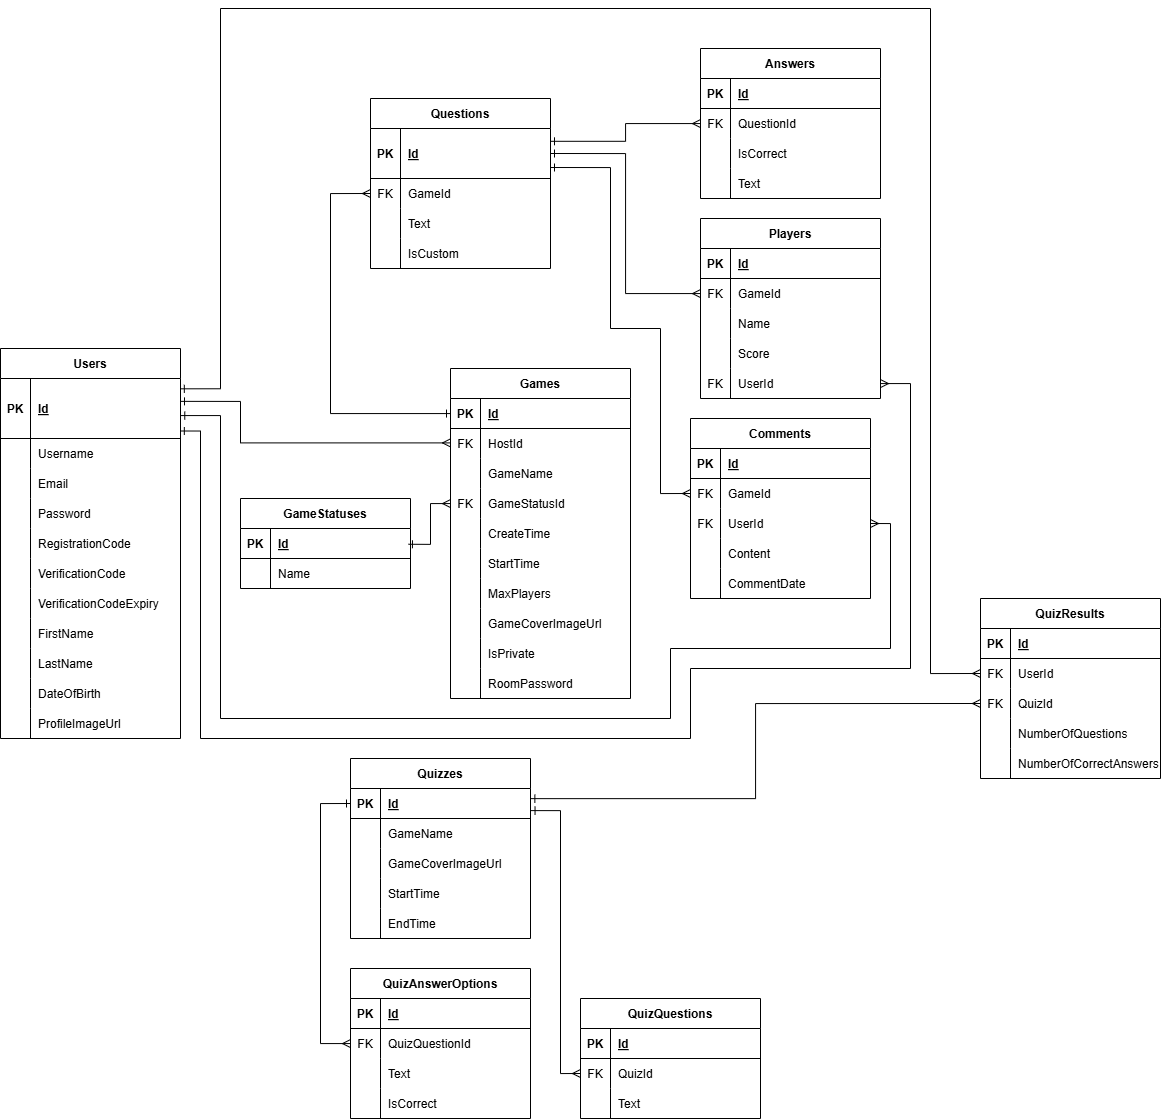 Answers
PK Id
FK QuestionId
IsCorrect
Text
Questions
PK Id
FK GameId
Text
IsCustom
Players
PK Id
FK GameId
Name
Score
FK UserId
Users
PK Id
Username
Email
Password
RegistrationCode
VerificationCode
VerificationCodeExpiry
FirstName
LastName
DateOfBirth
ProfileImageUrl
Games
PK Id
FK HostId
GameName
FK GameStatusId
CreateTime
StartTime
MaxPlayers
GameCoverImageUrl
IsPrivate
RoomPassword
GameStatuses
PK Id
Name
Comments
PK Id
FK GameId
FK UserId
Content
CommentDate
QuizResults
PK Id
FK UserId
FK QuizId
NumberOfQuestions
NumberOfCorrectAnswers
Quizzes
PK Id
GameName
GameCoverImageUrl
StartTime
EndTime
QuizAnswerOptions
PK Id
FK QuizQuestionId
Text
IsCorrect
QuizQuestions
PK Id
FK QuizId
Text